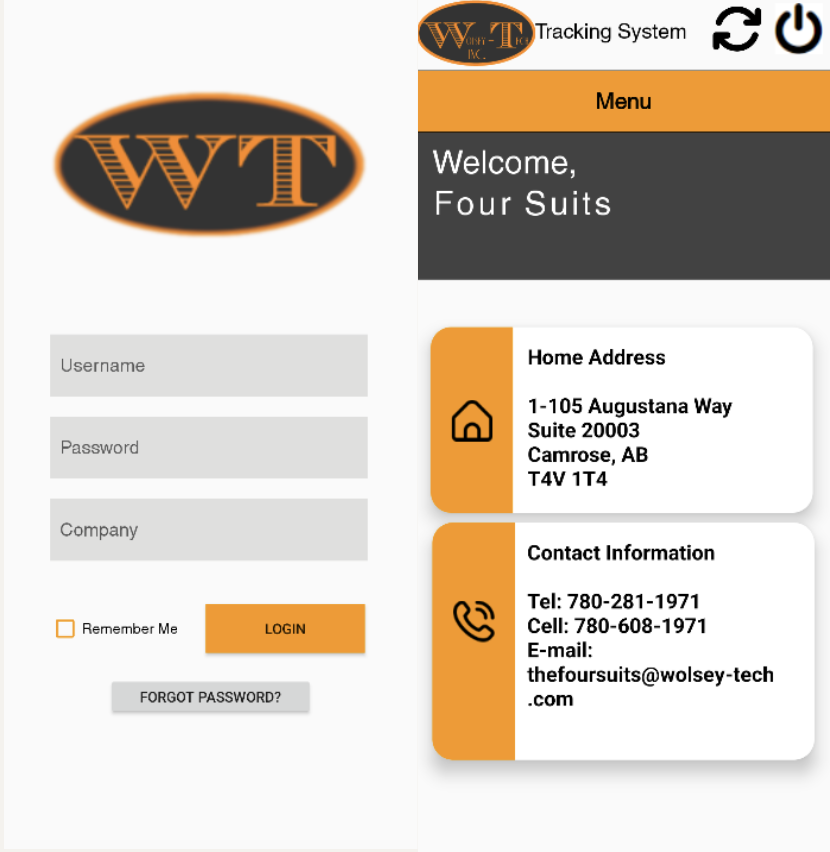 WT
Username
Password
Company
Remember Me
LOGIN
FORGOT PASSWORD?
WOLSEY-TECH
INC.
Tracking System
Menu
Welcome,
Four Suits
Home Address
1-105 Augustana Way
Suite 20003
Camrose, AB
T4V 1T4
Contact Information
Tel: 780-281-1971
Cell: 780-608-1971
E-mail:
thefoursuits@wolsey-tech
.com